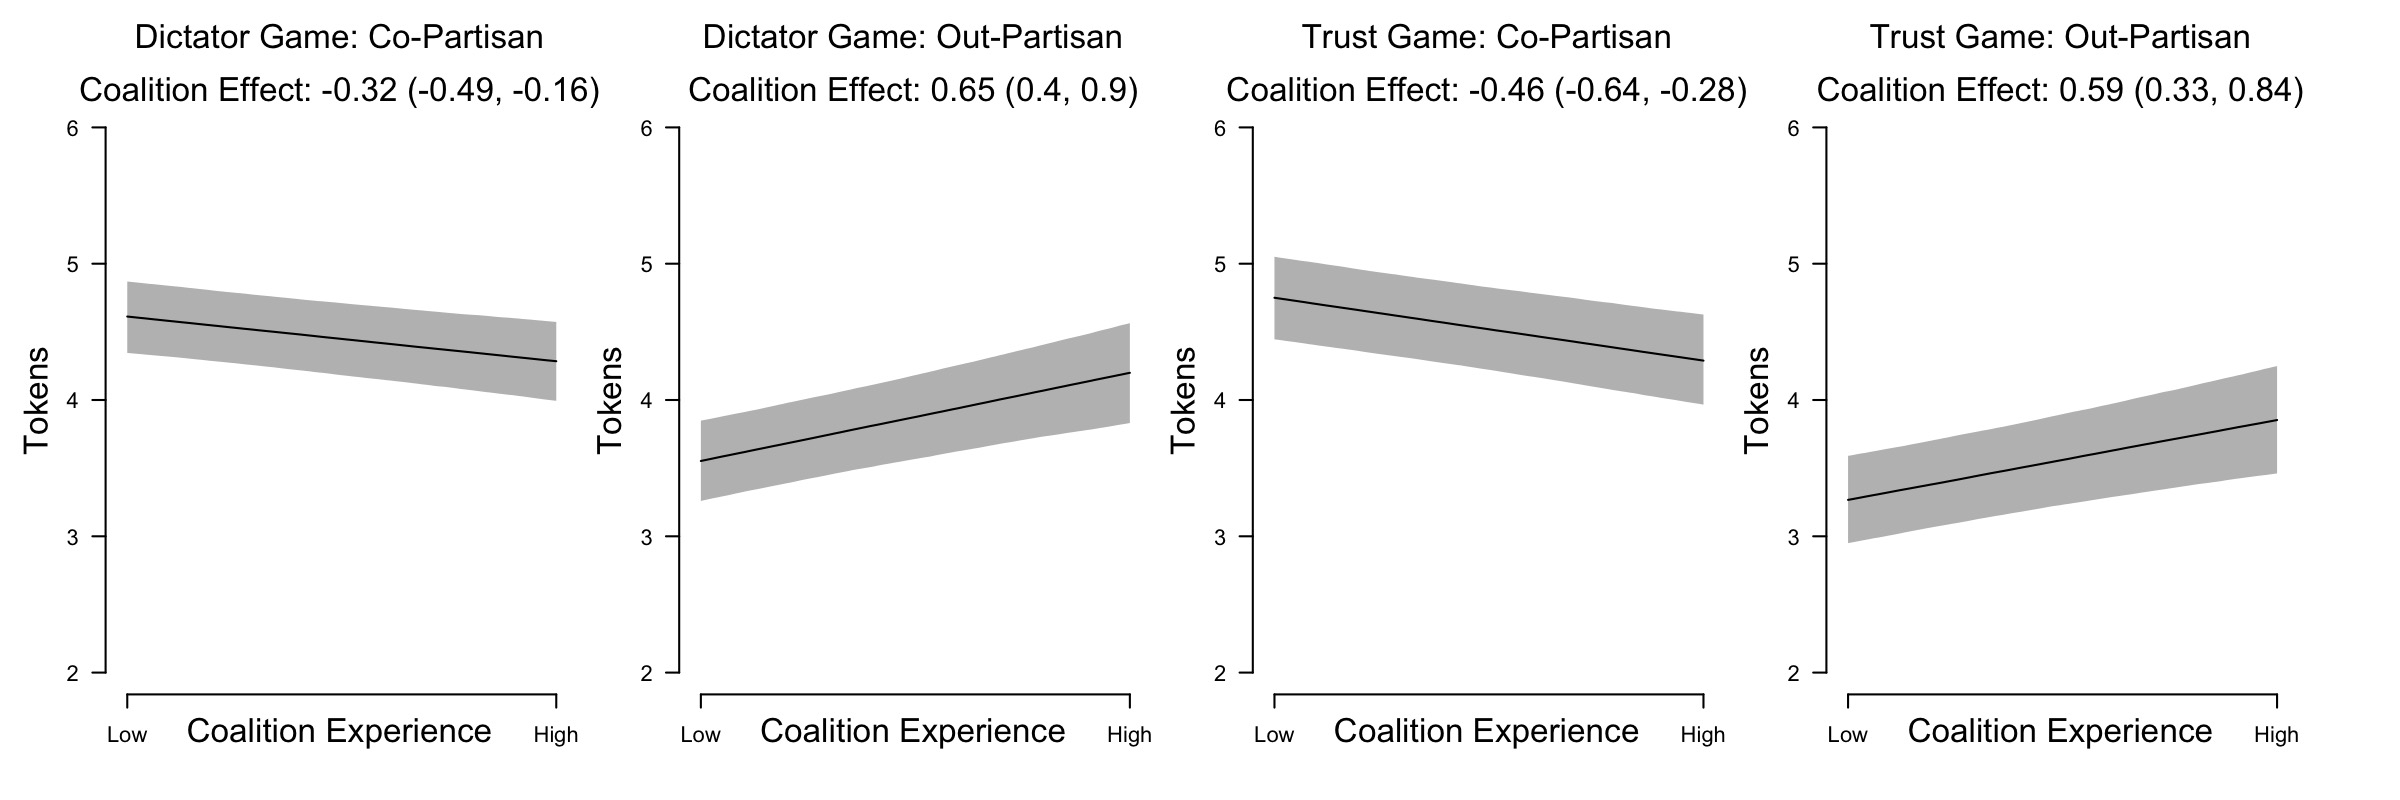 Dictator Game: Co-Partisan
Coalition Effect: -0.32 (-0.49, -0.16)
6
5
4
3
2
Tokens
Low
Coalition Experience
High
Dictator Game: Out-Partisan
Coalition Effect: 0.65 (0.4, 0.9)
6
5
4
3
2
Tokens
Low
Coalition Experience
High
Trust Game: Co-Partisan
Coalition Effect: -0.46 (-0.64, -0.28)
6
5
4
3
2
Tokens
Low
Coalition Experience
High
Trust Game: Out-Partisan
Coalition Effect: 0.59 (0.33, 0.84)
6
5
4
3
2
Tokens
Low
Coalition Experience
High